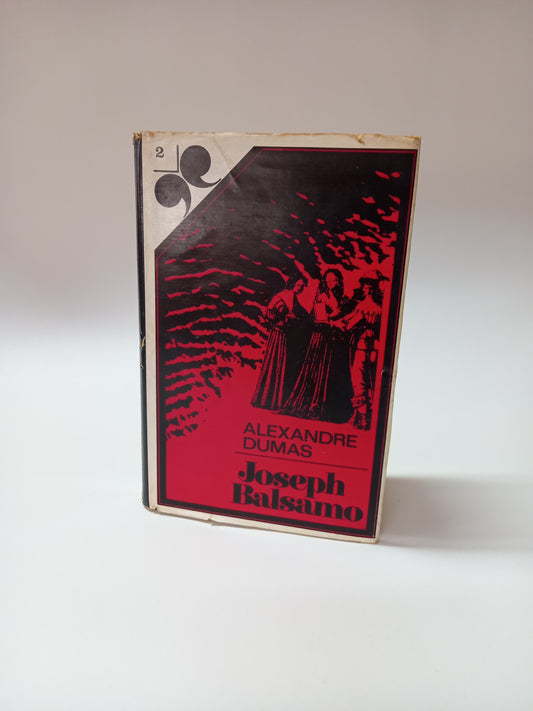 2
ALEXANDRE
DUMAS
Joseph
Balsamo